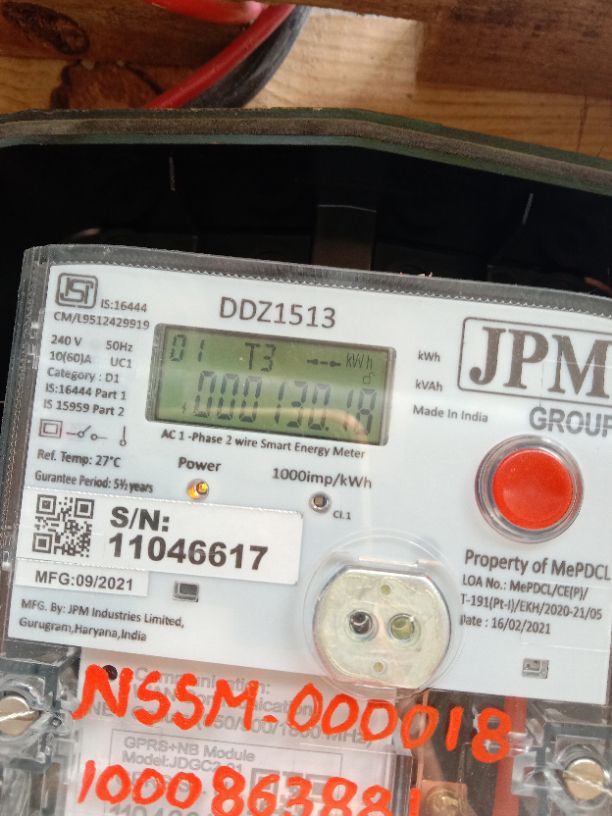 IS:16444
CM/L9512429919
DDZ1513
240 V 50Hz
10(60)A UC1
Category : D1
IS:16444 Part 1
IS 15959 Part 2
01 T3 kWh
000130.18
kWh
kVAh
Made In India
JPM
GROUP
AC 1 -Phase 2 wire Smart Energy Meter
Ref. Temp: 27°C
Gurantee Period: 5½ years
Power
1000imp/kWh
Cl.1
S/N:
11046617
MFG:09/2021
MFG. By: JPM Industries Limited,
Gurugram,Haryana,India
Property of MePDCL
LOA No.: MePDCL/CE(P)/
T-191(Pt-I)/EKH/2020-21/05
Date : 16/02/2021
Communication:
NSSM-000018
GPRS+NB Module
1000863881